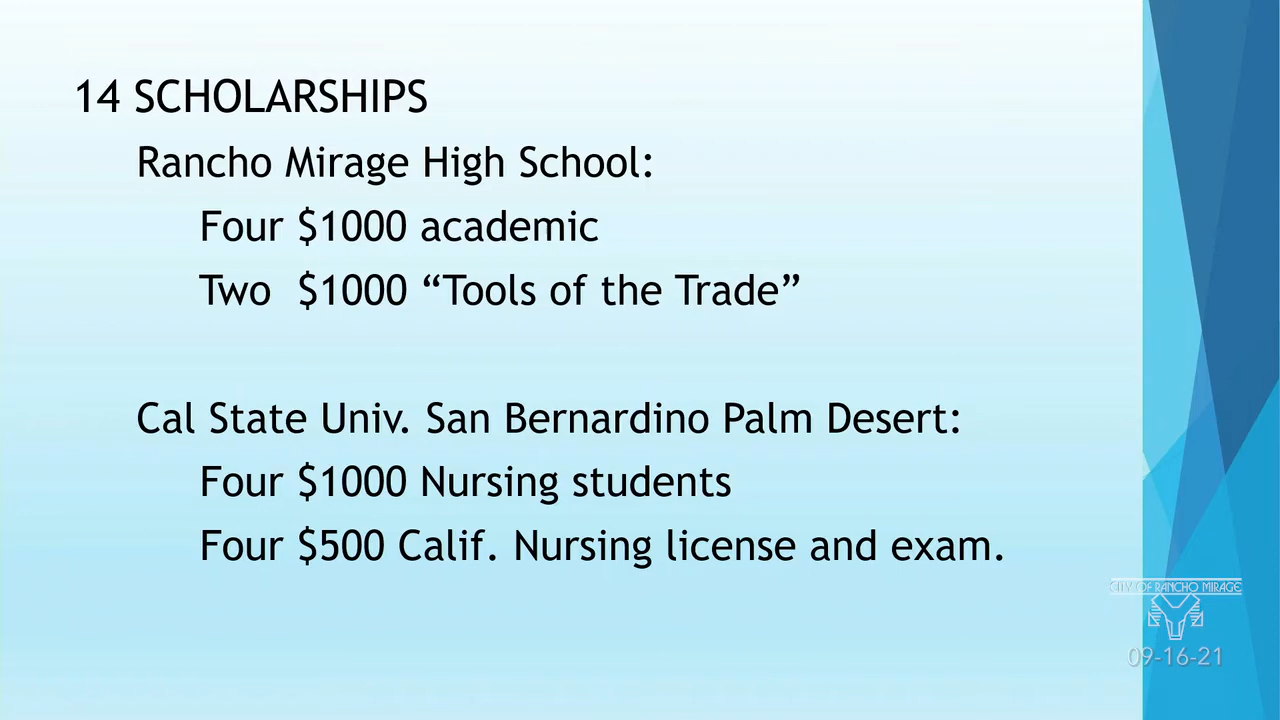 14 SCHOLARSHIPS
Rancho Mirage High School:
Four $1000 academic
Two $1000 “Tools of the Trade”
Cal State Univ. San Bernardino Palm Desert:
Four $1000 Nursing students
Four $500 Calif. Nursing license and exam.
CITY OF RANCHO MIRAGE
09-16-21